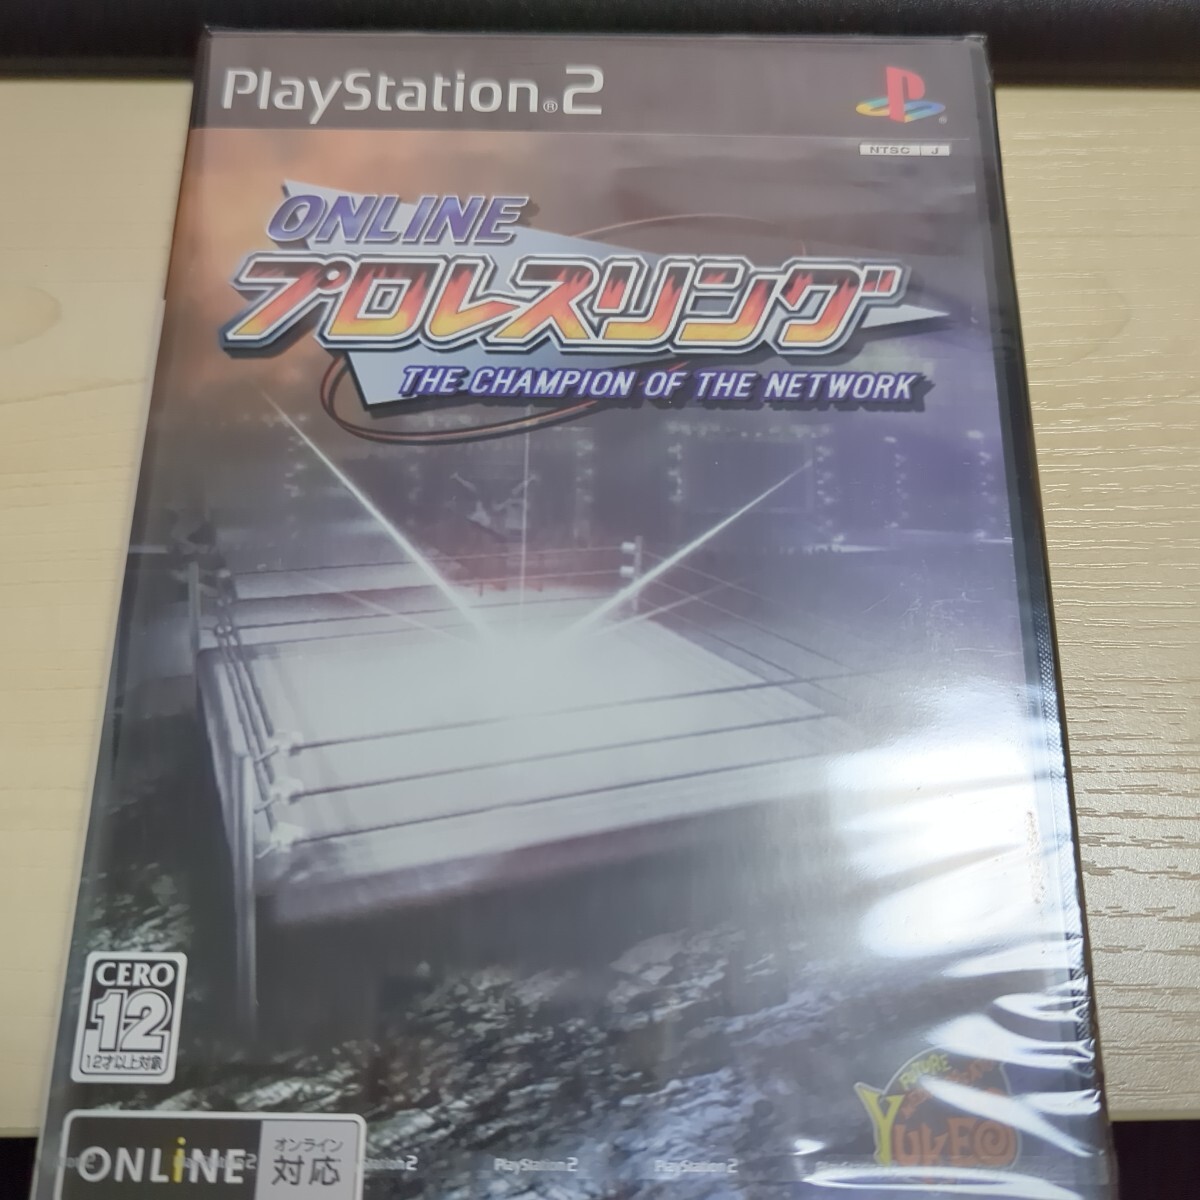 PlayStation®2
NTSC J
ONLINE
プロレスリング
THE CHAMPION OF THE NETWORK
CERO
12
12才以上対象
FUTURE
YUKE
ONLiNE
オンライン
対応
PlayStation2
PlayStation2